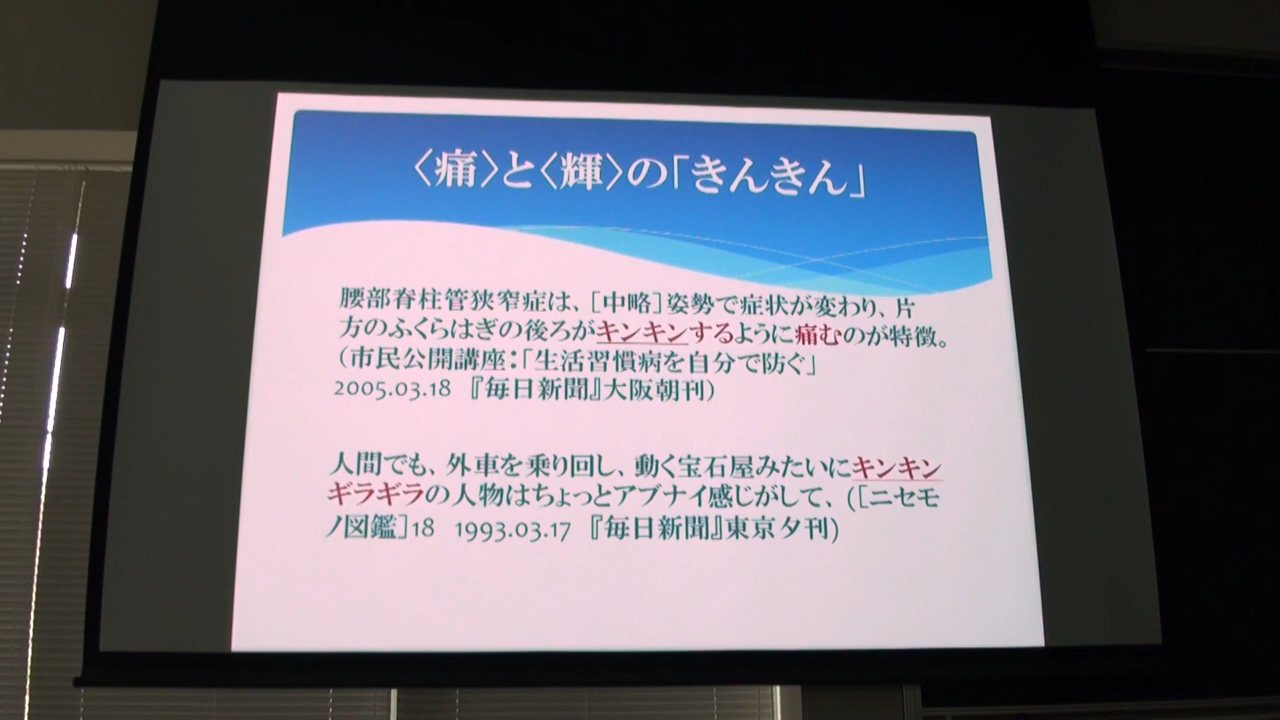 〈痛〉と〈輝〉の「きんきん」
腰部脊柱管狭窄症は、[中略]姿勢で症状が変わり、片
方のふくらはぎの後ろがキンキンするように痛むのが特徴。
(市民公開講座：「生活習慣病を自分で防ぐ」
2005.03.18 『毎日新聞』大阪朝刊)
人間でも、外車を乗り回し、動く宝石屋みたいにキンキン
ギラギラの人物はちょっとアブナイ感じがして、([ニセモ
ノ図鑑]18 1993.03.17 『毎日新聞』東京夕刊)